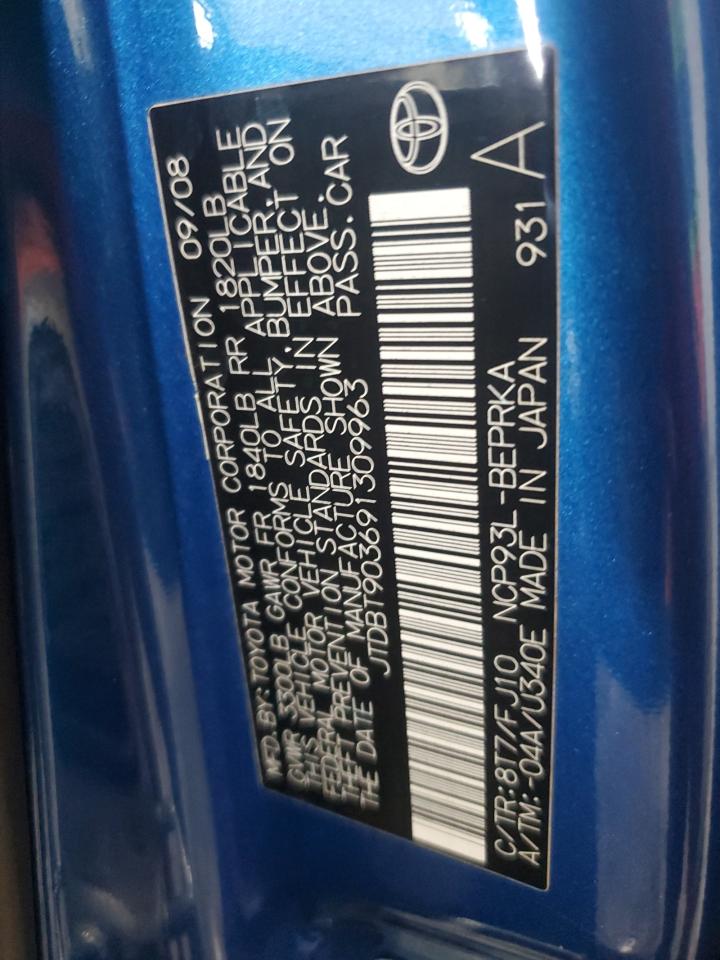 MFD.BY:TOYOTA MOTOR CORPORATION 09/08
GVWR 3300LB GAWR FR 1840LB RR 1820LB
THIS VEHICLE CONFORMS TO ALL APPLICABLE
FEDERAL MOTOR VEHICLE SAFETY, BUMPER, AND
THEFT PREVENTION STANDARDS IN EFFECT ON
THE DATE OF MANUFACTURE SHOWN ABOVE.
JTDBT903691309963 PASS.CAR
C/TR:8T7/FJ10 NCP93L-BEPRKA
A/TM:-04A/U340E MADE IN JAPAN 931 A